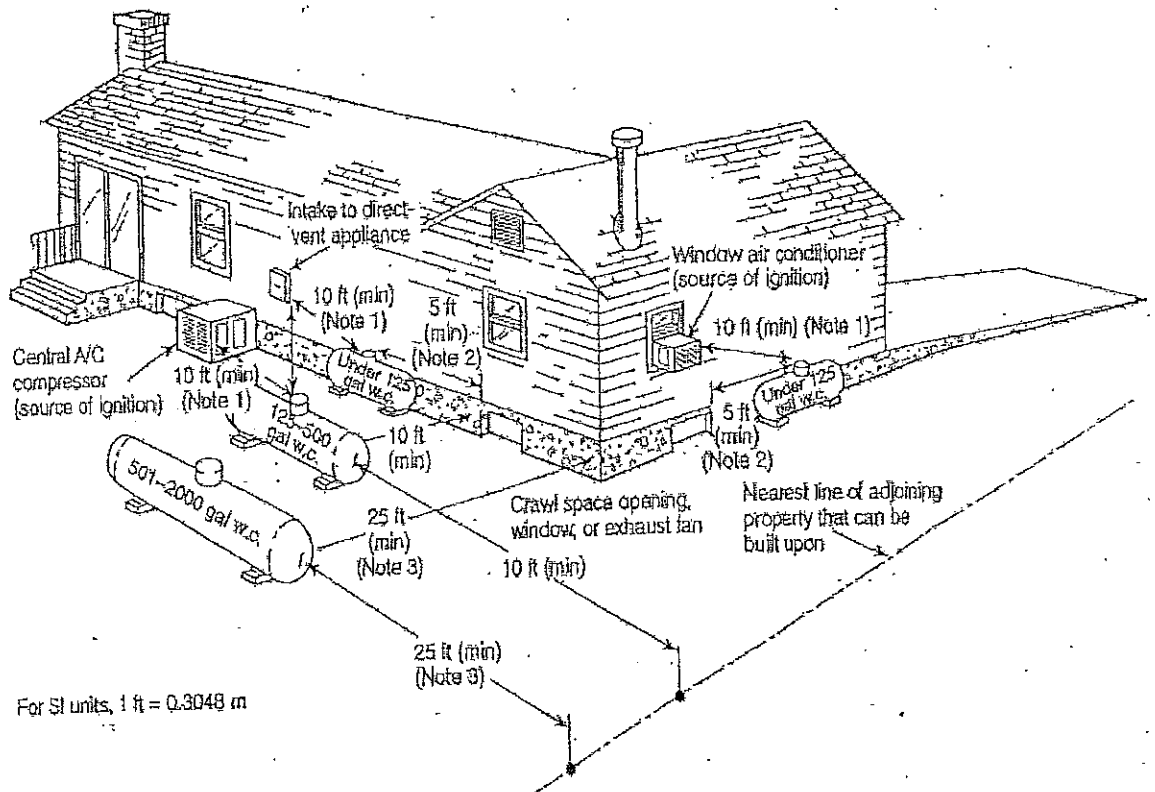 Intake to direct-
vent appliance
Window air conditioner
(source of ignition)
10 ft (min)
(Note 1)
5 ft
(min)
(Note 2)
10 ft (min) (Note 1)
Central A/C
compressor
(source of ignition)
10 ft (min)
(Note 1)
Under 125
gal w.c.
Under 125
gal w.c.
125–500
gal w.c.
10 ft
(min)
5 ft
(min)
(Note 2)
501–2000 gal w.c.
Crawl space opening,
window, or exhaust fan
Nearest line of adjoining
property that can be
built upon
25 ft
(min)
(Note 3)
10 ft (min)
25 ft (min)
(Note 3)
For SI units, 1 ft = 0.3048 m